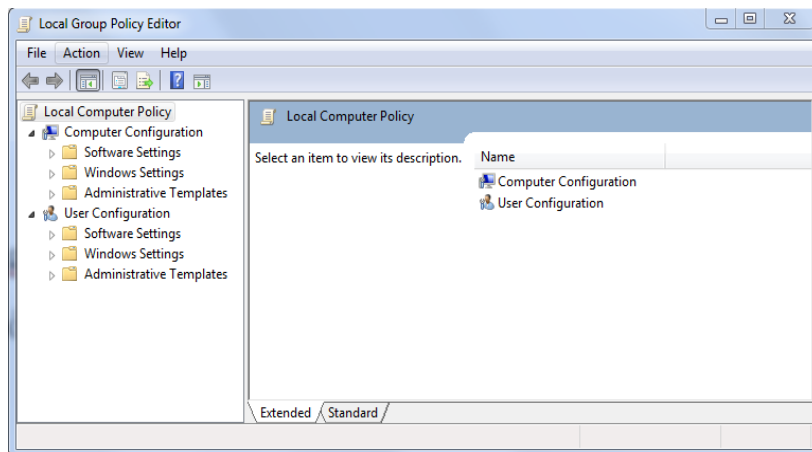 Local Group Policy Editor
File Action View Help
Local Computer Policy
Computer Configuration
Software Settings
Windows Settings
Administrative Templates
User Configuration
Software Settings
Windows Settings
Administrative Templates
Local Computer Policy
Select an item to view its description.
Name
Computer Configuration
User Configuration
Extended Standard